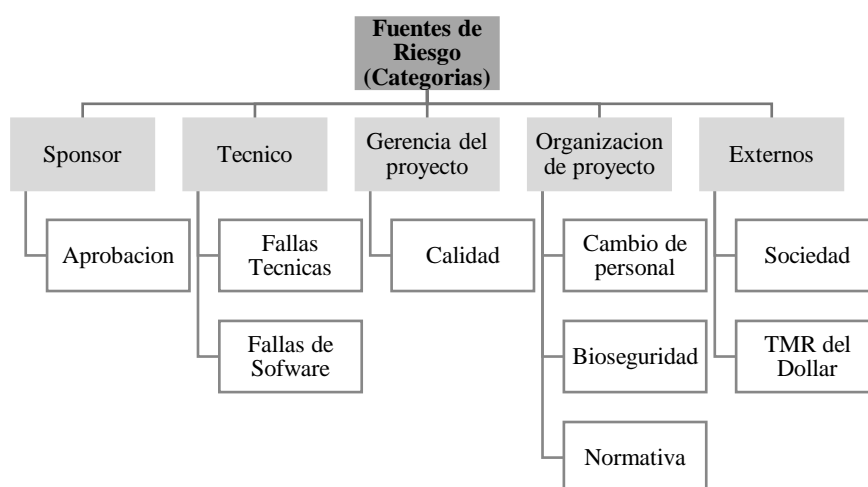 Fuentes de
Riesgo
(Categorias)
Sponsor
Tecnico
Gerencia del
proyecto
Organizacion
de proyecto
Externos
Aprobacion
Fallas
Tecnicas
Calidad
Cambio de
personal
Sociedad
Fallas de
Sofware
Bioseguridad
TMR del
Dollar
Normativa